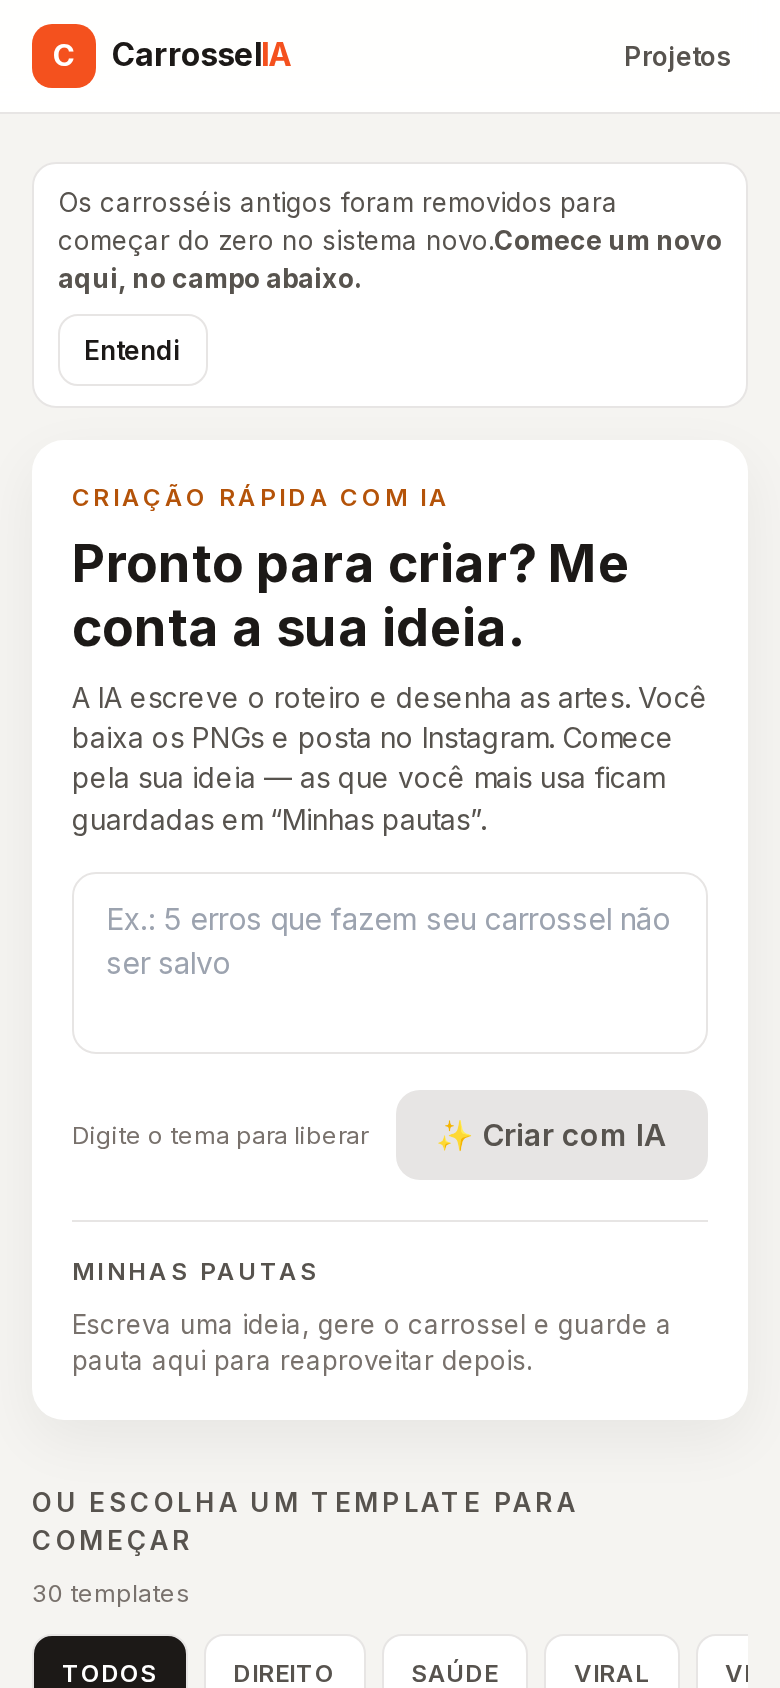 C CarrosselIA Projetos
Os carrosséis antigos foram removidos para
começar do zero no sistema novo.Comece um novo
aqui, no campo abaixo.
Entendi
CRIAÇÃO RÁPIDA COM IA
Pronto para criar? Me
conta a sua ideia.
A IA escreve o roteiro e desenha as artes. Você
baixa os PNGs e posta no Instagram. Comece
pela sua ideia — as que você mais usa ficam
guardadas em “Minhas pautas”.
Ex.: 5 erros que fazem seu carrossel não
ser salvo
Digite o tema para liberar ✨ Criar com IA
MINHAS PAUTAS
Escreva uma ideia, gere o carrossel e guarde a
pauta aqui para reaproveitar depois.
OU ESCOLHA UM TEMPLATE PARA
COMEÇAR
30 templates
TODOS DIREITO SAÚDE VIRAL